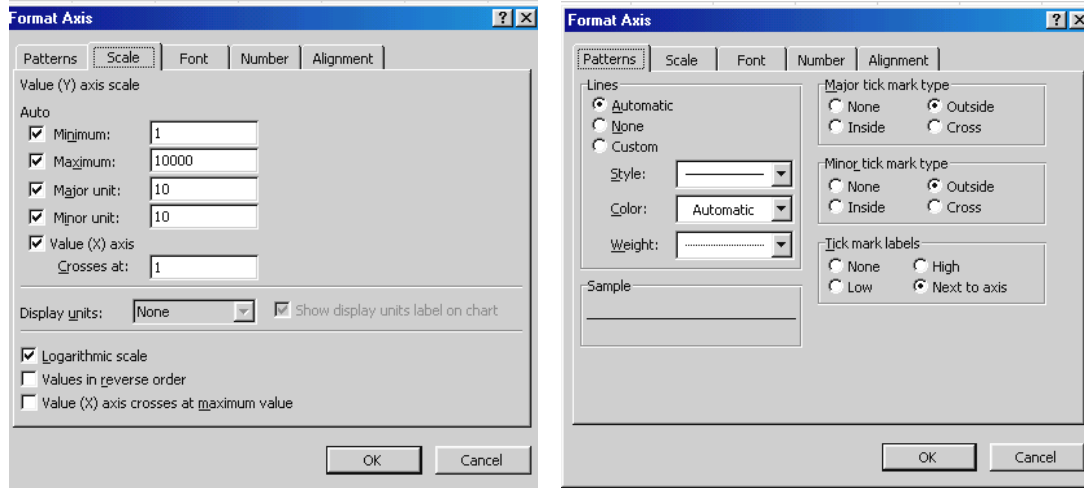 Format Axis
Patterns Scale Font Number Alignment
Value (Y) axis scale
Auto
Minimum: 1
Maximum: 10000
Major unit: 10
Minor unit: 10
Value (X) axis
Crosses at: 1
Display units: None Show display units label on chart
Logarithmic scale
Values in reverse order
Value (X) axis crosses at maximum value
OK Cancel
Format Axis
Patterns Scale Font Number Alignment
Lines
Automatic
None
Custom
Style:
Color: Automatic
Weight:
Sample
Major tick mark type
None Outside
Inside Cross
Minor tick mark type
None Outside
Inside Cross
Tick mark labels
None High
Low Next to axis
OK Cancel